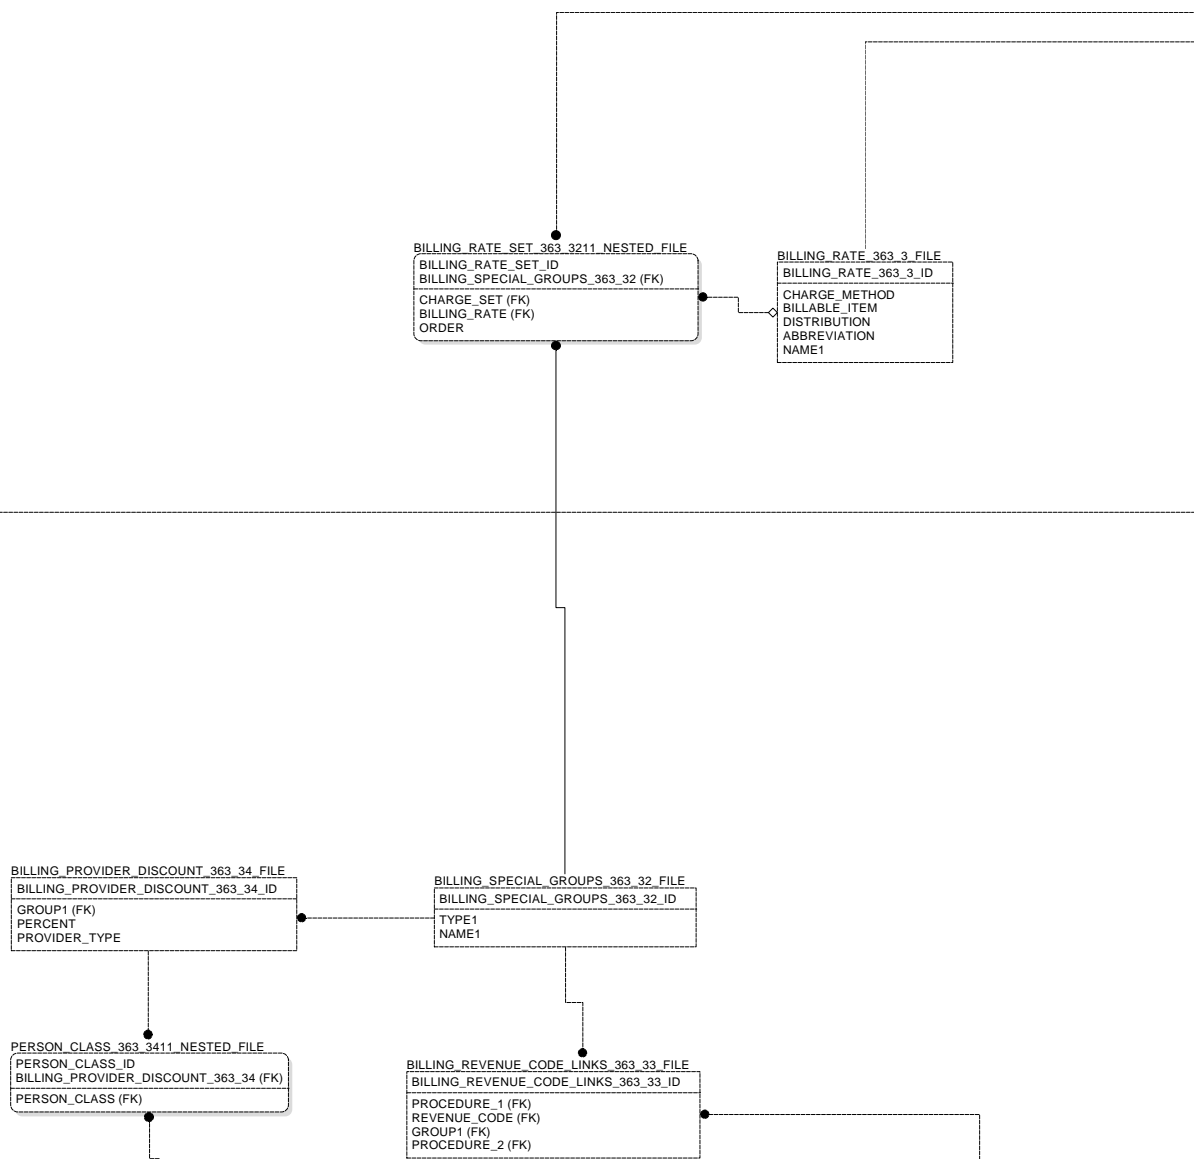 BILLING_RATE_SET_363_3211_NESTED_FILE
BILLING_RATE_SET_ID
BILLING_SPECIAL_GROUPS_363_32 (FK)
CHARGE_SET (FK)
BILLING_RATE (FK)
ORDER
BILLING_RATE_363_3_FILE
BILLING_RATE_363_3_ID
CHARGE_METHOD
BILLABLE_ITEM
DISTRIBUTION
ABBREVIATION
NAME1
BILLING_PROVIDER_DISCOUNT_363_34_FILE
BILLING_PROVIDER_DISCOUNT_363_34_ID
GROUP1 (FK)
PERCENT
PROVIDER_TYPE
BILLING_SPECIAL_GROUPS_363_32_FILE
BILLING_SPECIAL_GROUPS_363_32_ID
TYPE1
NAME1
PERSON_CLASS_363_3411_NESTED_FILE
PERSON_CLASS_ID
BILLING_PROVIDER_DISCOUNT_363_34 (FK)
PERSON_CLASS (FK)
BILLING_REVENUE_CODE_LINKS_363_33_FILE
BILLING_REVENUE_CODE_LINKS_363_33_ID
PROCEDURE_1 (FK)
REVENUE_CODE (FK)
GROUP1 (FK)
PROCEDURE_2 (FK)